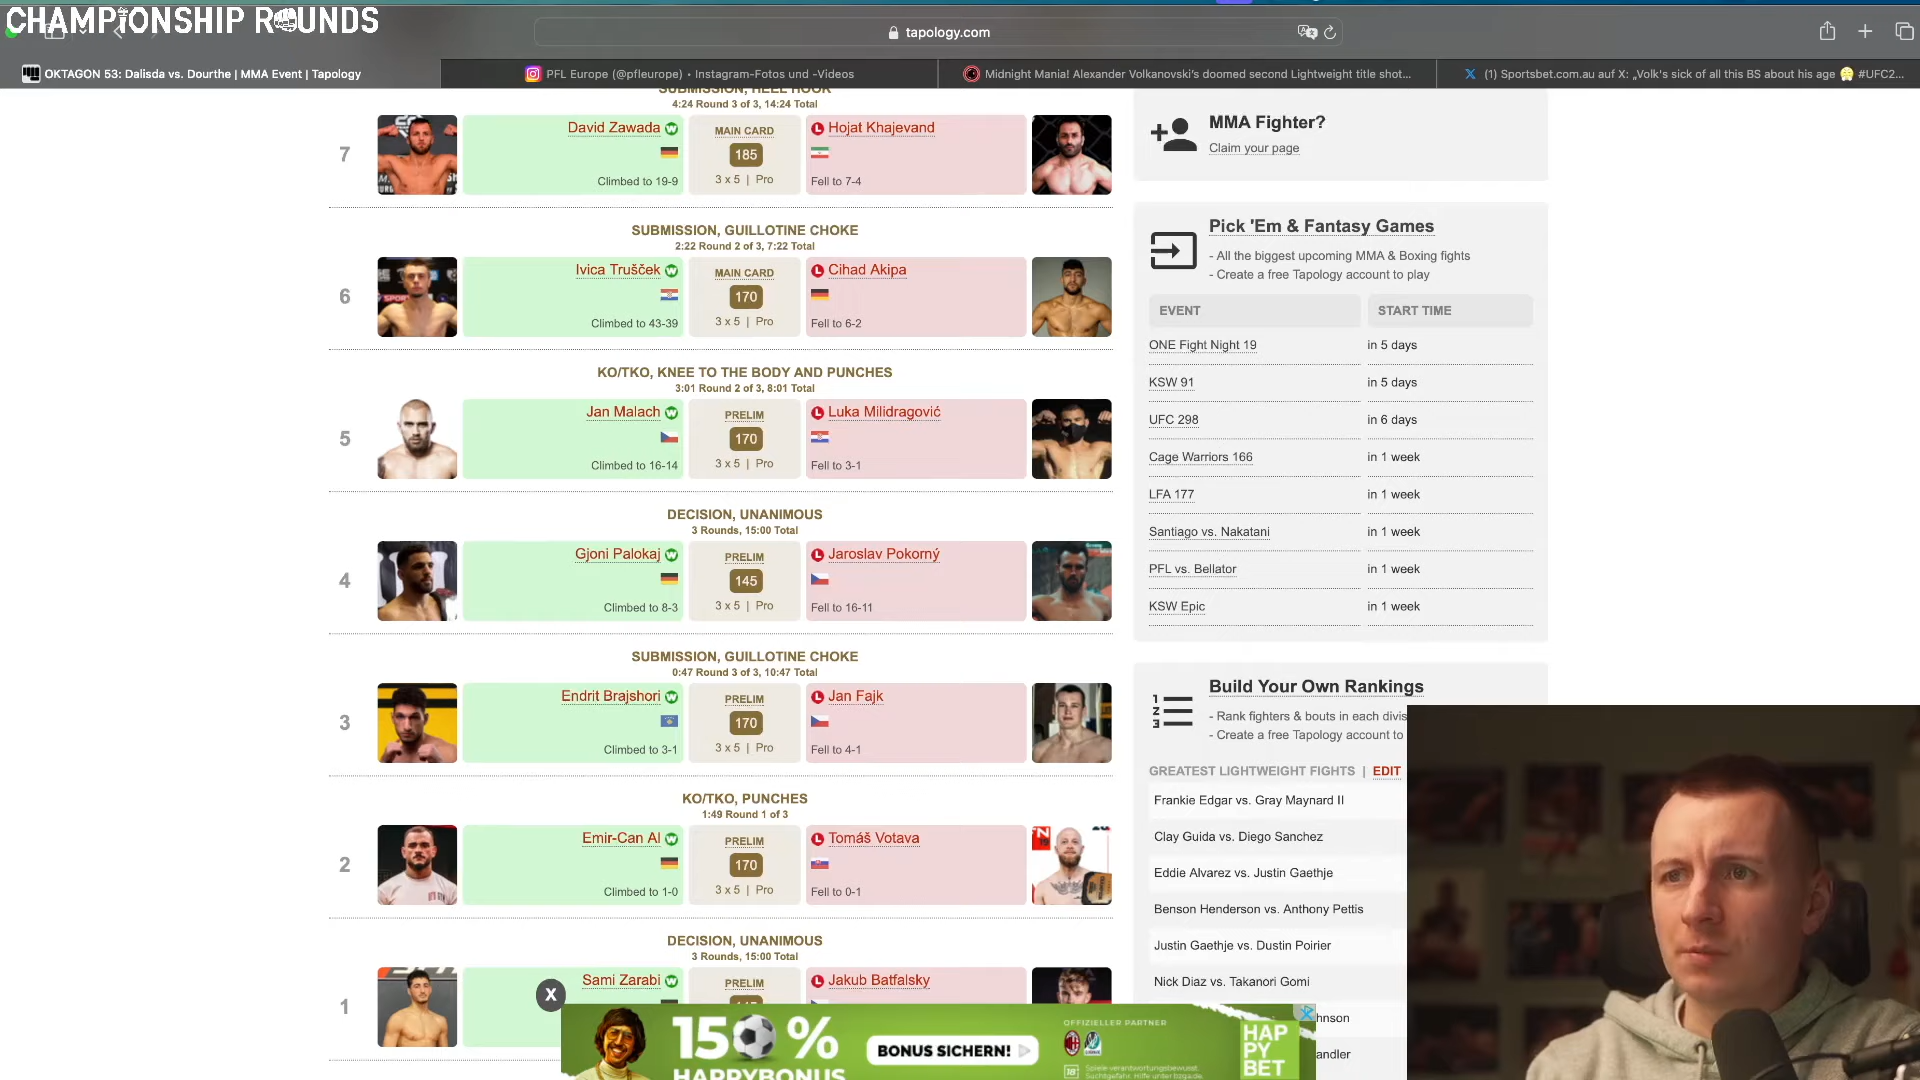 CHAMPIONSHIP ROUNDS
tapology.com
OKTAGON 53: Dalisda vs. Dourthe | MMA Event | Tapology
PFL Europe (@pfleurope) • Instagram-Fotos und -Videos
Midnight Mania! Alexander Volkanovski's doomed second Lightweight title shot...
(1) Sportsbet.com.au auf X: „Volk's sick of all this BS about his age 🙄 #UFC2...
SUBMISSION, HEEL HOOK
4:24 Round 3 of 3, 14:24 Total
7
David Zawada W
Climbed to 19-9
MAIN CARD
185
3 x 5 | Pro
L Hojat Khajevand
Fell to 7-4
SUBMISSION, GUILLOTINE CHOKE
2:22 Round 2 of 3, 7:22 Total
6
Ivica Trušček W
Climbed to 43-39
MAIN CARD
170
3 x 5 | Pro
L Cihad Akipa
Fell to 6-2
KO/TKO, KNEE TO THE BODY AND PUNCHES
3:01 Round 2 of 3, 8:01 Total
5
Jan Malach W
Climbed to 16-14
PRELIM
170
3 x 5 | Pro
L Luka Milidragović
Fell to 3-1
DECISION, UNANIMOUS
3 Rounds, 15:00 Total
4
Gjoni Palokaj W
Climbed to 8-3
PRELIM
145
3 x 5 | Pro
L Jaroslav Pokorný
Fell to 16-11
SUBMISSION, GUILLOTINE CHOKE
0:47 Round 3 of 3, 10:47 Total
3
Endrit Brajshori W
Climbed to 3-1
PRELIM
170
3 x 5 | Pro
L Jan Fajk
Fell to 4-1
KO/TKO, PUNCHES
1:49 Round 1 of 3
2
Emir-Can Al W
Climbed to 1-0
PRELIM
170
3 x 5 | Pro
L Tomáš Votava
Fell to 0-1
DECISION, UNANIMOUS
3 Rounds, 15:00 Total
1
Sami Zarabi W
PRELIM
L Jakub Batfalsky
MMA Fighter?
Claim your page
Pick 'Em & Fantasy Games
- All the biggest upcoming MMA & Boxing fights
- Create a free Tapology account to play
EVENT START TIME
ONE Fight Night 19 in 5 days
KSW 91 in 5 days
UFC 298 in 6 days
Cage Warriors 166 in 1 week
LFA 177 in 1 week
Santiago vs. Nakatani in 1 week
PFL vs. Bellator in 1 week
KSW Epic in 1 week
Build Your Own Rankings
- Rank fighters & bouts in each divis
- Create a free Tapology account to
GREATEST LIGHTWEIGHT FIGHTS | EDIT
Frankie Edgar vs. Gray Maynard II
Clay Guida vs. Diego Sanchez
Eddie Alvarez vs. Justin Gaethje
Benson Henderson vs. Anthony Pettis
Justin Gaethje vs. Dustin Poirier
Nick Diaz vs. Takanori Gomi
hnson
andler
X
150 %
HAPPYBONUS
BONUS SICHERN!
OFFIZIELLER PARTNER
HAP
PY
BET